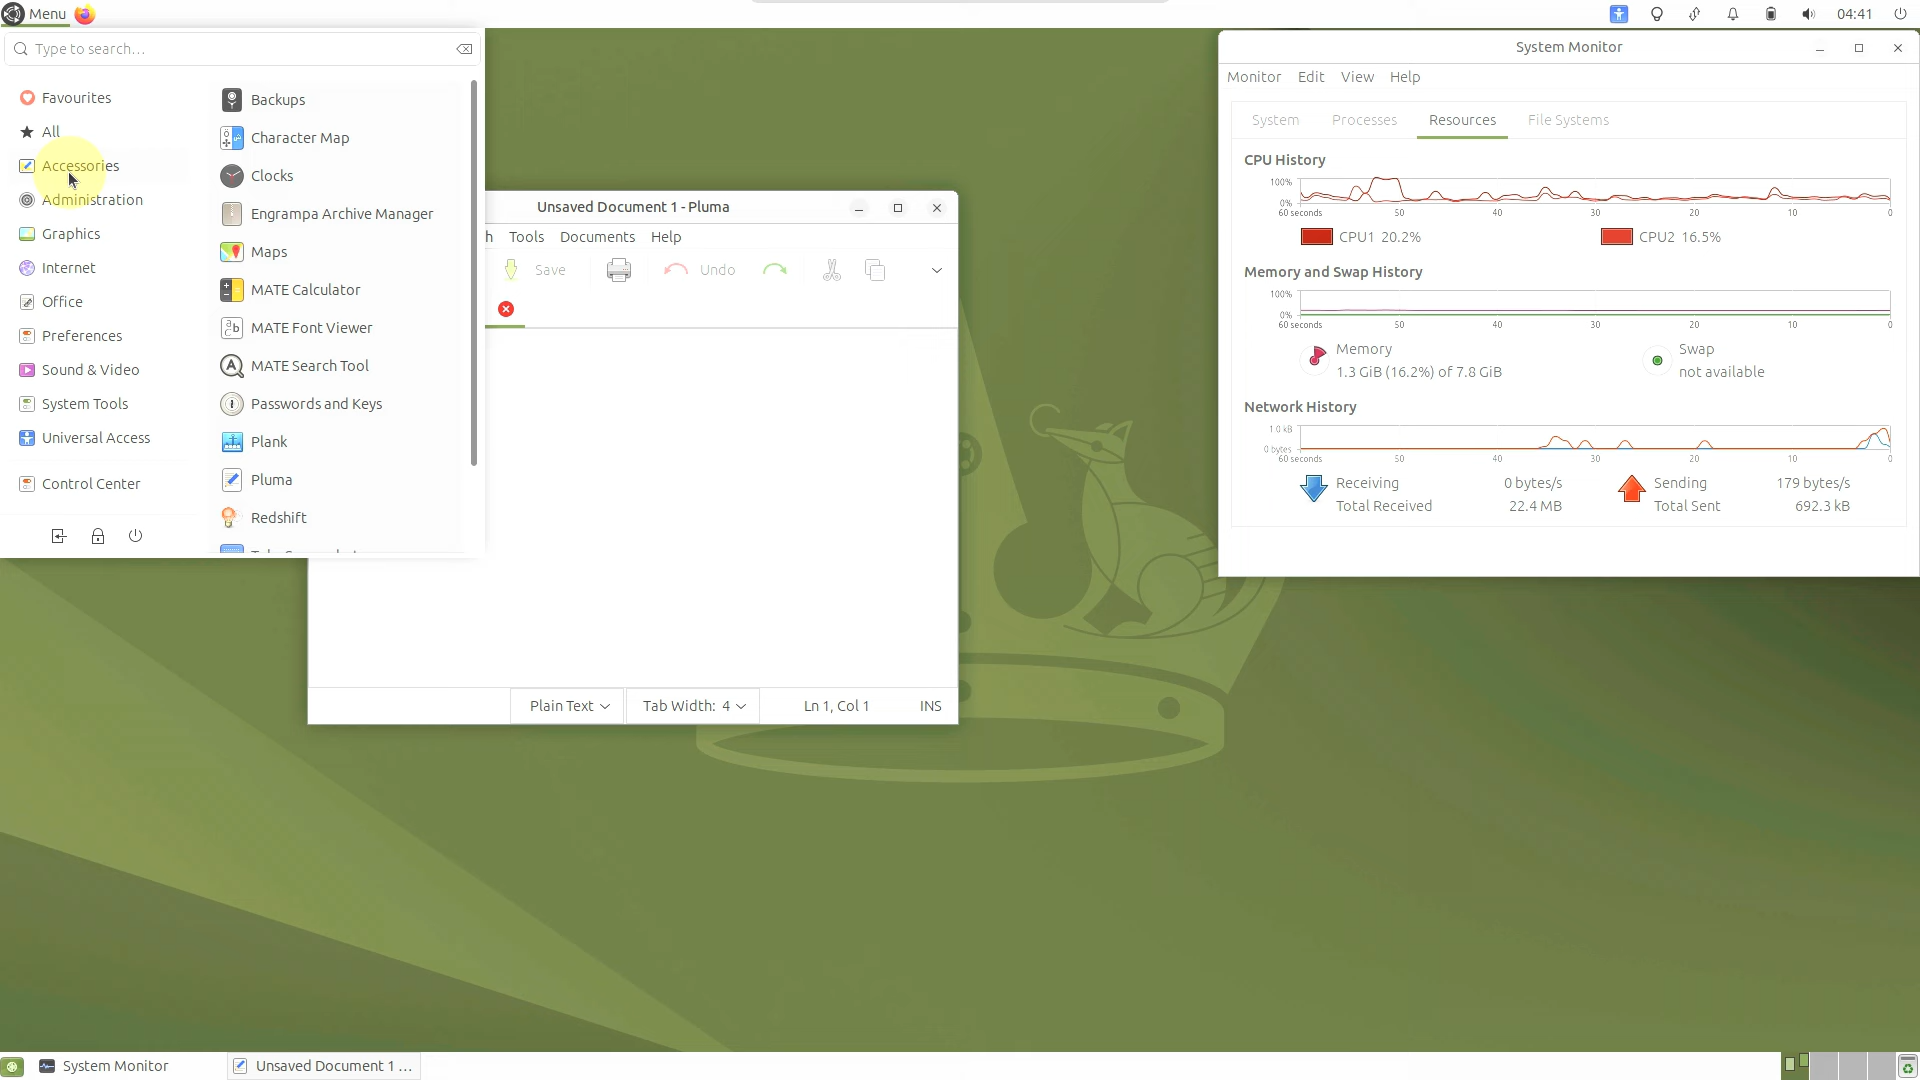 Menu
04:41
Type to search...
Favourites
All
Accessories
Administration
Graphics
Internet
Office
Preferences
Sound & Video
System Tools
Universal Access
Control Center
Backups
Character Map
Clocks
Engrampa Archive Manager
Maps
MATE Calculator
MATE Font Viewer
MATE Search Tool
Passwords and Keys
Plank
Pluma
Redshift
Unsaved Document 1 - Pluma
h Tools Documents Help
Save Undo
Plain Text Tab Width: 4 Ln 1, Col 1 INS
System Monitor
Monitor Edit View Help
System Processes Resources File Systems
CPU History
100%
0%
60 seconds 50 40 30 20 10 0
CPU1 20.2% CPU2 16.5%
Memory and Swap History
100%
0%
60 seconds 50 40 30 20 10 0
Memory Swap
1.3 GiB (16.2%) of 7.8 GiB not available
Network History
1.0 kB
0 bytes
60 seconds 50 40 30 20 10 0
Receiving 0 bytes/s Sending 179 bytes/s
Total Received 22.4 MB Total Sent 692.3 kB
System Monitor Unsaved Document 1 ...